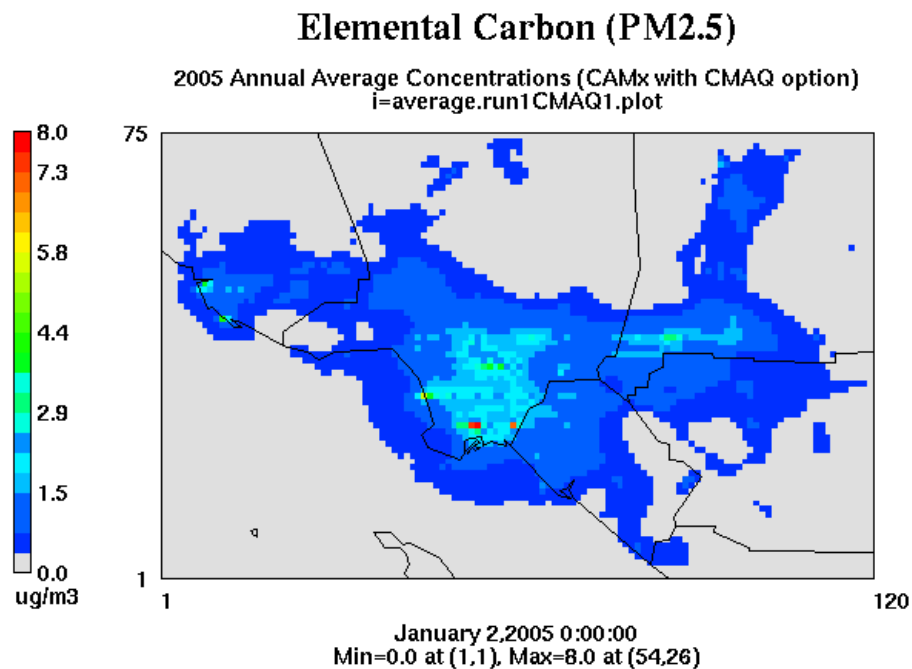 Elemental Carbon (PM2.5)
2005 Annual Average Concentrations (CAMx with CMAQ option)
i=average.run1CMAQ1.plot
8.0
7.3
5.8
4.4
2.9
1.5
0.0
ug/m3
75
1
1
120
January 2,2005 0:00:00
Min=0.0 at (1,1), Max=8.0 at (54,26)